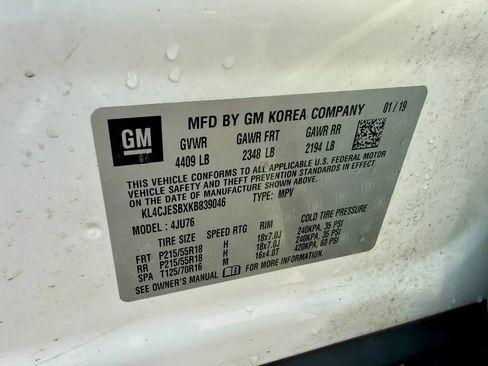 GM
MFD BY GM KOREA COMPANY 01 / 19
GVWR GAWR FRT GAWR RR
4409 LB 2348 LB 2194 LB
THIS VEHICLE CONFORMS TO ALL APPLICABLE U.S. FEDERAL MOTOR
VEHICLE SAFETY AND THEFT PREVENTION STANDARDS IN EFFECT ON
THE DATE OF MANUFACTURE SHOWN ABOVE.
KL4CJESBXKB839046 TYPE: MPV
MODEL : 4JU76
TIRE SIZE SPEED RTG RIM COLD TIRE PRESSURE
FRT P215/55R18 H 18x7.0J 240KPA, 35 PSI
RR P215/55R18 H 18x7.0J 240KPA, 35 PSI
SPA T125/70R16 M 16x4.0T 420KPA, 60 PSI
SEE OWNER'S MANUAL FOR MORE INFORMATION.